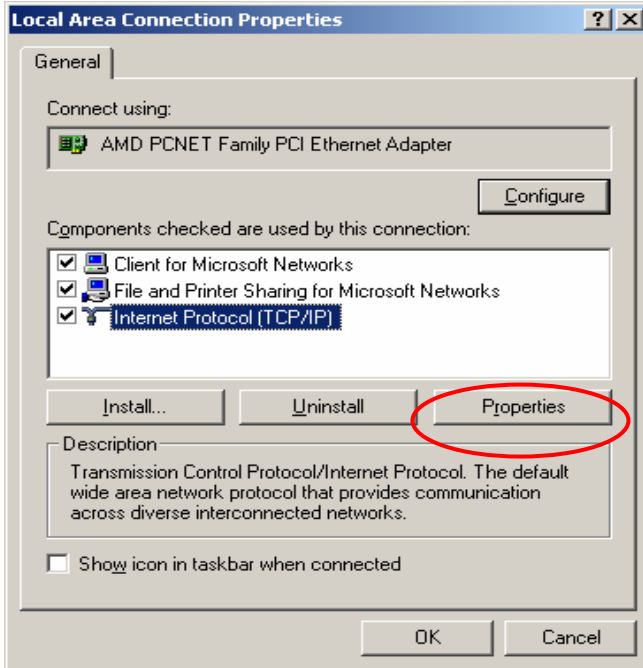 Local Area Connection Properties
General
Connect using:
AMD PCNET Family PCI Ethernet Adapter
Configure
Components checked are used by this connection:
Client for Microsoft Networks
File and Printer Sharing for Microsoft Networks
Internet Protocol (TCP/IP)
Install... Uninstall Properties
Description
Transmission Control Protocol/Internet Protocol. The default
wide area network protocol that provides communication
across diverse interconnected networks.
Show icon in taskbar when connected
OK Cancel